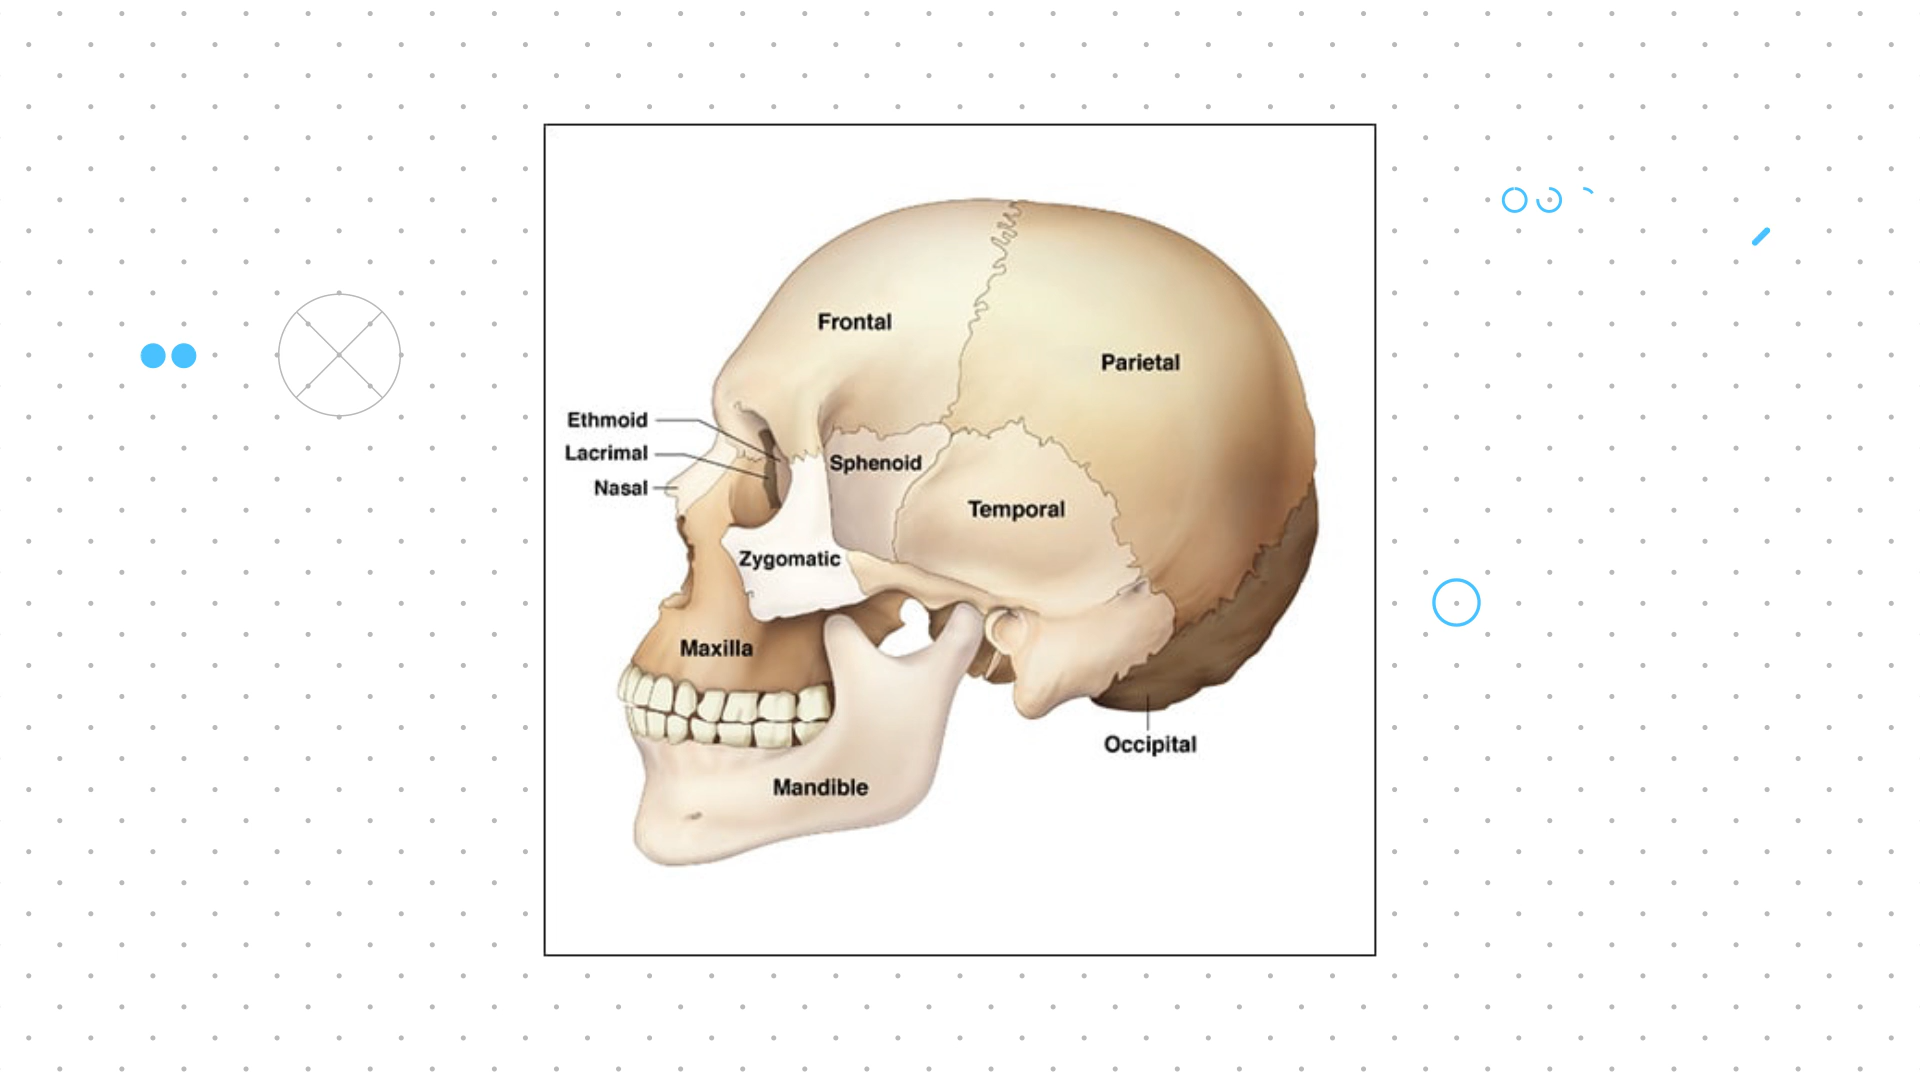 Frontal
Parietal
Ethmoid
Lacrimal
Sphenoid
Nasal
Temporal
Zygomatic
Maxilla
Occipital
Mandible